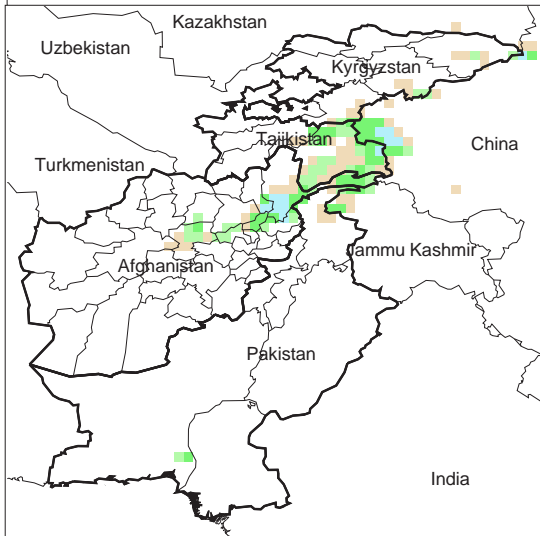 Kazakhstan
Uzbekistan
Kyrgyzstan
Tajikistan
China
Turkmenistan
Jammu Kashmir
Afghanistan
Pakistan
India